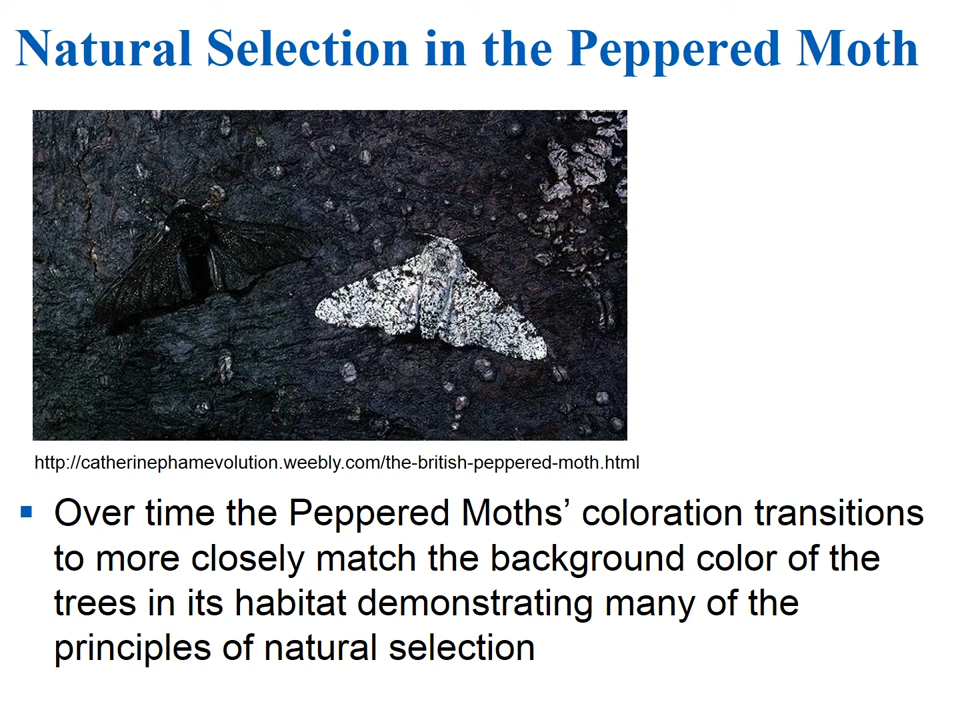 Natural Selection in the Peppered Moth
http://catherinephamevolution.weebly.com/the-british-peppered-moth.html
▪ Over time the Peppered Moths’ coloration transitions
to more closely match the background color of the
trees in its habitat demonstrating many of the
principles of natural selection